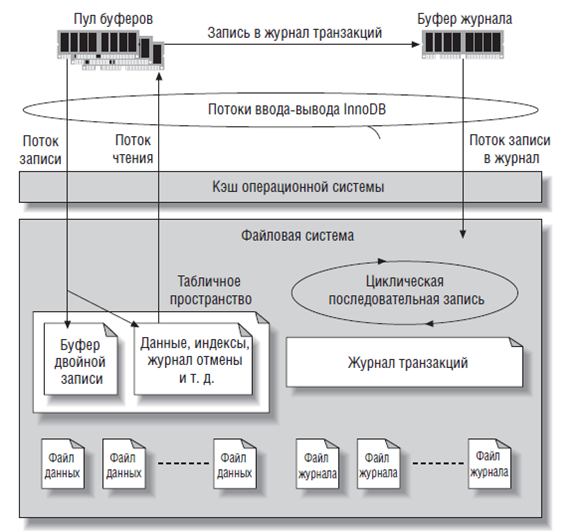 Пул буферов
Буфер журнала
Запись в журнал транзакций
Потоки ввода-вывода InnoDB
Поток
записи
Поток
чтения
Поток записи
в журнал
Кэш операционной системы
Файловая система
Табличное
пространство
Циклическая
последовательная запись
Буфер
двойной
записи
Данные, индексы,
журнал отмены
и т. д.
Журнал транзакций
Файл
данных
Файл
данных
Файл
данных
Файл
журнала
Файл
журнала
Файл
журнала